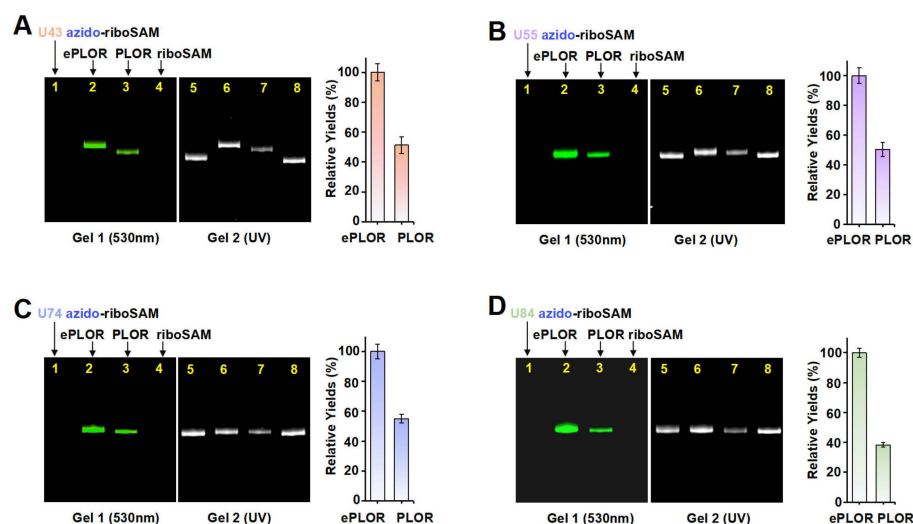 A
U43 azido-riboSAM
ePLOR PLOR riboSAM
1 2 3 4 5 6 7 8
Gel 1 (530nm) Gel 2 (UV)
Relative Yields (%)
100
80
60
40
20
0
ePLOR PLOR
B
U55 azido-riboSAM
ePLOR PLOR riboSAM
1 2 3 4 5 6 7 8
Gel 1 (530nm) Gel 2 (UV)
Relative Yields (%)
100
80
60
40
20
0
ePLOR PLOR
C
U74 azido-riboSAM
ePLOR PLOR riboSAM
1 2 3 4 5 6 7 8
Gel 1 (530nm) Gel 2 (UV)
Relative Yields (%)
100
80
60
40
20
0
ePLOR PLOR
D
U84 azido-riboSAM
ePLOR PLOR riboSAM
1 2 3 4 5 6 7 8
Gel 1 (530nm) Gel 2 (UV)
Relative Yields (%)
100
80
60
40
20
0
ePLOR PLOR